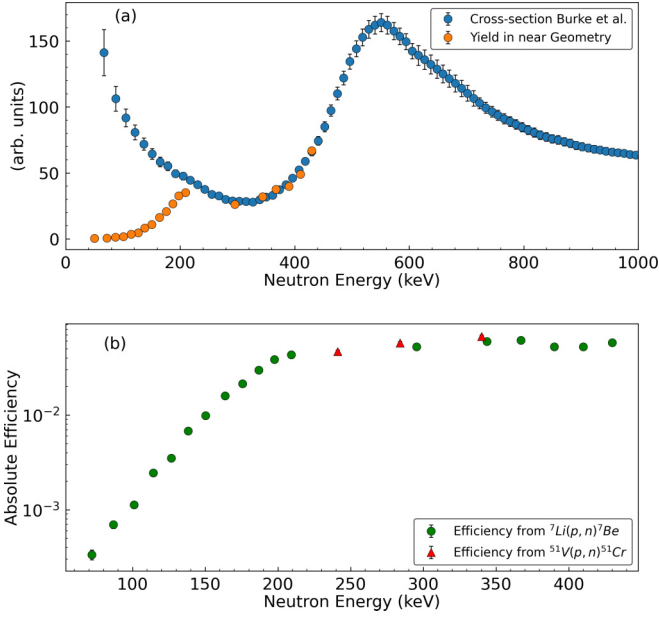 (a)
Cross-section Burke et al.
Yield in near Geometry
150
100
50
0
(arb. units)
0 200 400 600 800 1000
Neutron Energy (keV)
(b)
Absolute Efficiency
10⁻²
10⁻³
Efficiency from ⁷Li(p, n)⁷Be
Efficiency from ⁵¹V(p, n)⁵¹Cr
100 150 200 250 300 350 400
Neutron Energy (keV)